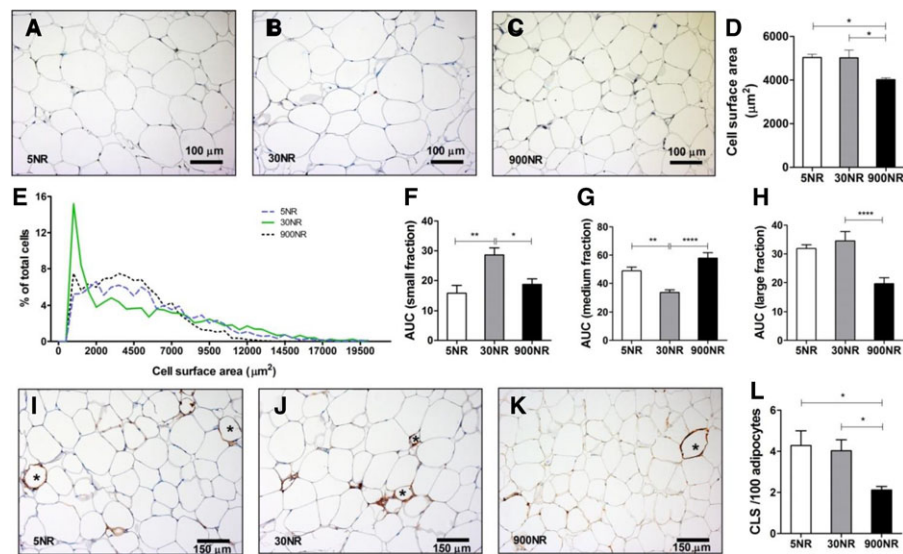 A
5NR
100 µm
B
30NR
100 µm
C
900NR
100 µm
D
Cell surface area
(µm²)
6000
4000
2000
0
*
*
5NR 30NR 900NR
E
% of total cells
16
12
8
4
0
5NR
30NR
900NR
0 2000 4500 7000 9500 12000 14500 17000 19500
Cell surface area (µm²)
F
AUC (small fraction)
40
30
20
10
0
** *
5NR 30NR 900NR
G
AUC (medium fraction)
80
60
40
20
0
** ****
5NR 30NR 900NR
H
AUC (large fraction)
50
40
30
20
10
0
****
5NR 30NR 900NR
I
* *
5NR
150 µm
J
*
*
30NR
150 µm
K
*
900NR
150 µm
L
CLS /100 adipocytes
6
4
2
0
*
*
5NR 30NR 900NR